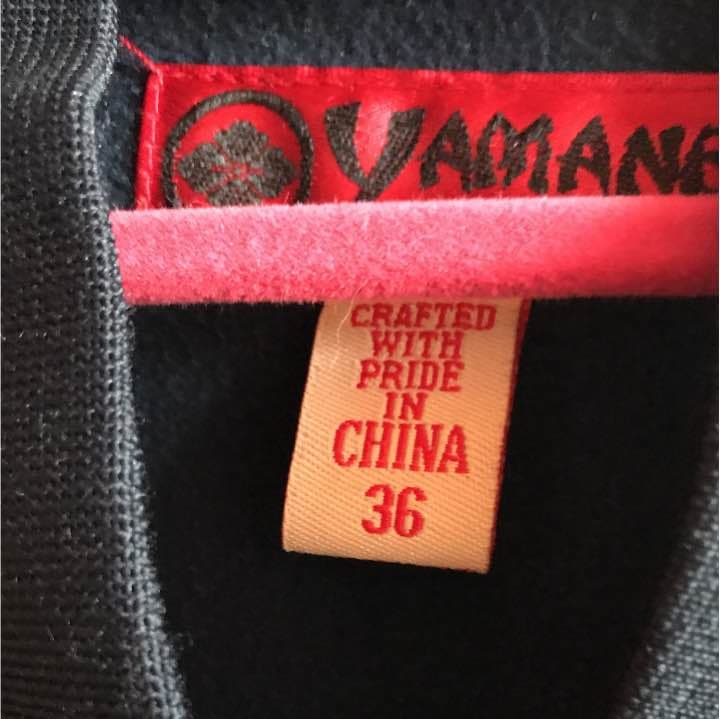 YAMANE
CRAFTED
WITH
PRIDE
IN
CHINA
36